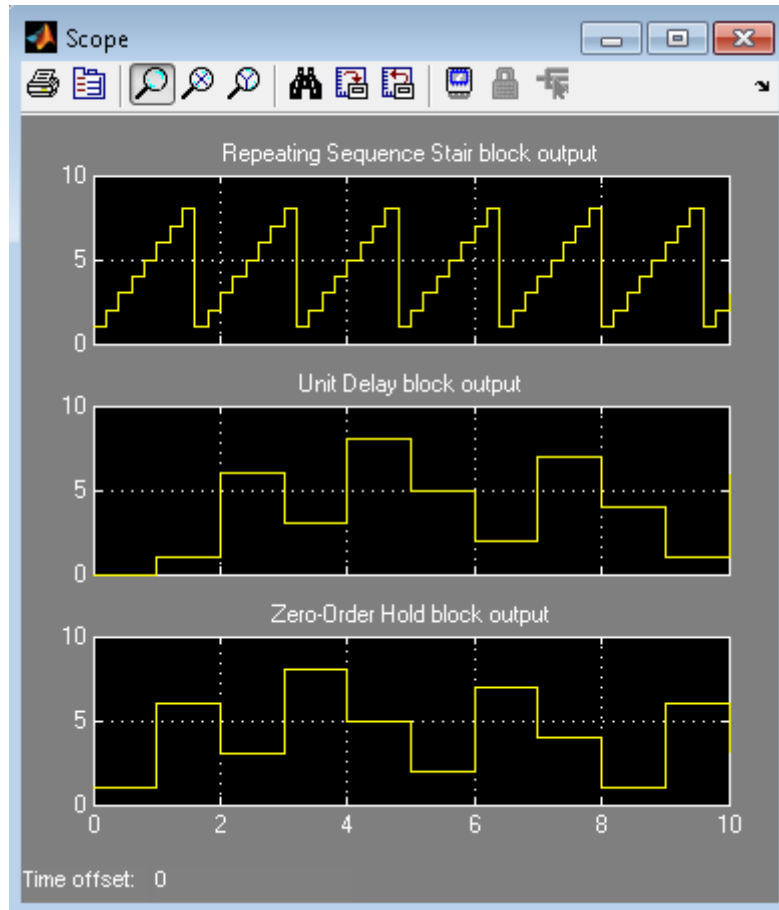 Scope
Repeating Sequence Stair block output
10
5
0
Unit Delay block output
10
5
0
Zero-Order Hold block output
10
5
0
0 2 4 6 8 10
Time offset: 0